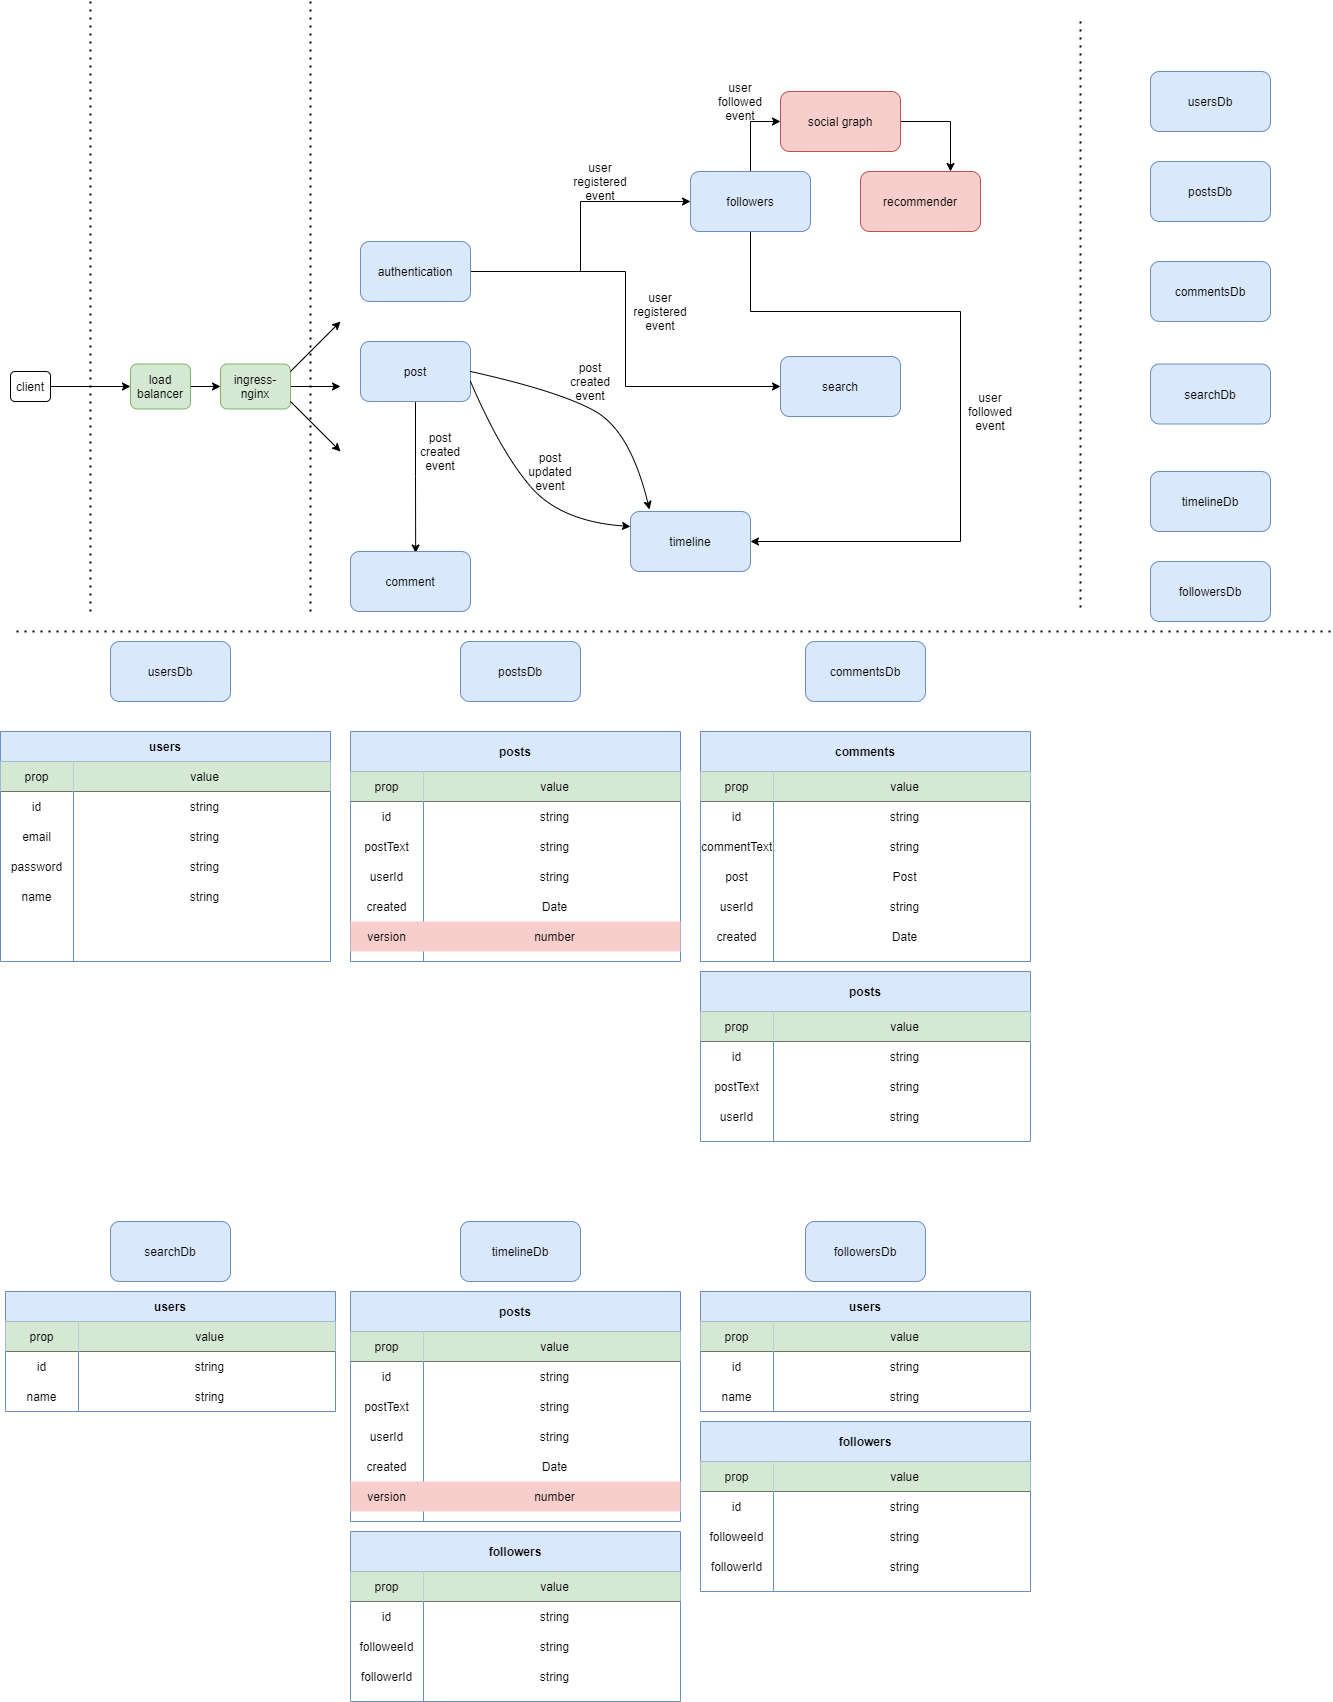 user
followed
event
social graph
usersDb
user
registered
event
followers
recommender
postsDb
authentication
user
registered
event
commentsDb
client
load
balancer
ingress-
nginx
post
post
created
event
search
searchDb
user
followed
event
post
created
event
post
updated
event
timeline
timelineDb
comment
followersDb
usersDb
postsDb
commentsDb
users
prop value
id string
email string
password string
name string
posts
prop value
id string
postText string
userId string
created Date
version number
comments
prop value
id string
commentText string
post Post
userId string
created Date
posts
prop value
id string
postText string
userId string
searchDb
timelineDb
followersDb
users
prop value
id string
name string
posts
prop value
id string
postText string
userId string
created Date
version number
followers
prop value
id string
followeeId string
followerId string
users
prop value
id string
name string
followers
prop value
id string
followeeId string
followerId string